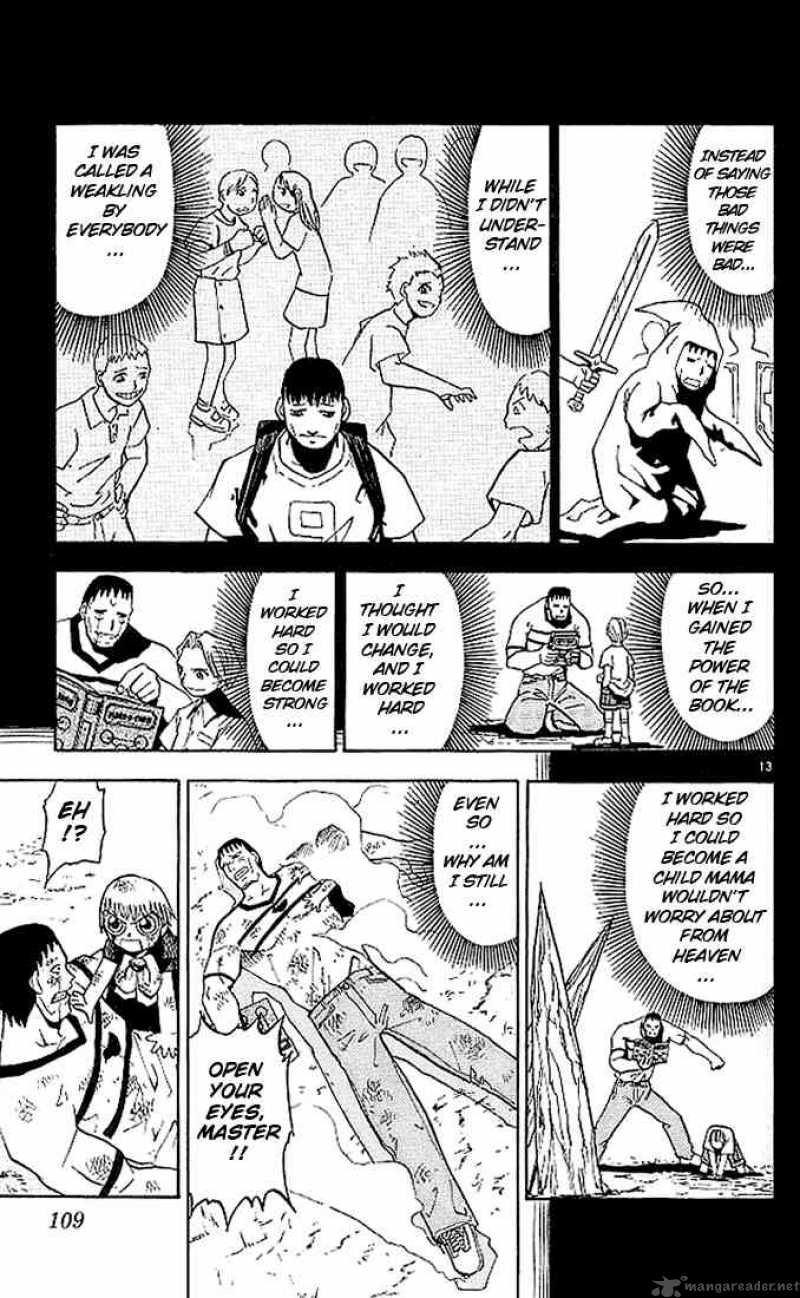 INSTEAD
OF SAYING
THOSE
BAD
THINGS
WERE
BAD...
WHILE
I DIDN'T
UNDER-
STAND
...
I WAS
CALLED A
WEAKLING
BY
EVERYBODY
...
9
SO...
WHEN I
GAINED
THE
POWER
OF THE
BOOK...
I
THOUGHT
I WOULD
CHANGE,
AND I
WORKED
HARD
...
I
WORKED
HARD
SO I
COULD
BECOME
STRONG
...
13
I WORKED
HARD SO
I COULD
BECOME A
CHILD MAMA
WOULDN'T
WORRY ABOUT
FROM
HEAVEN
...
EVEN
SO
...
WHY AM
I STILL
...
OPEN
YOUR
EYES,
MASTER
!!
EH
!?
109
mangareader.net